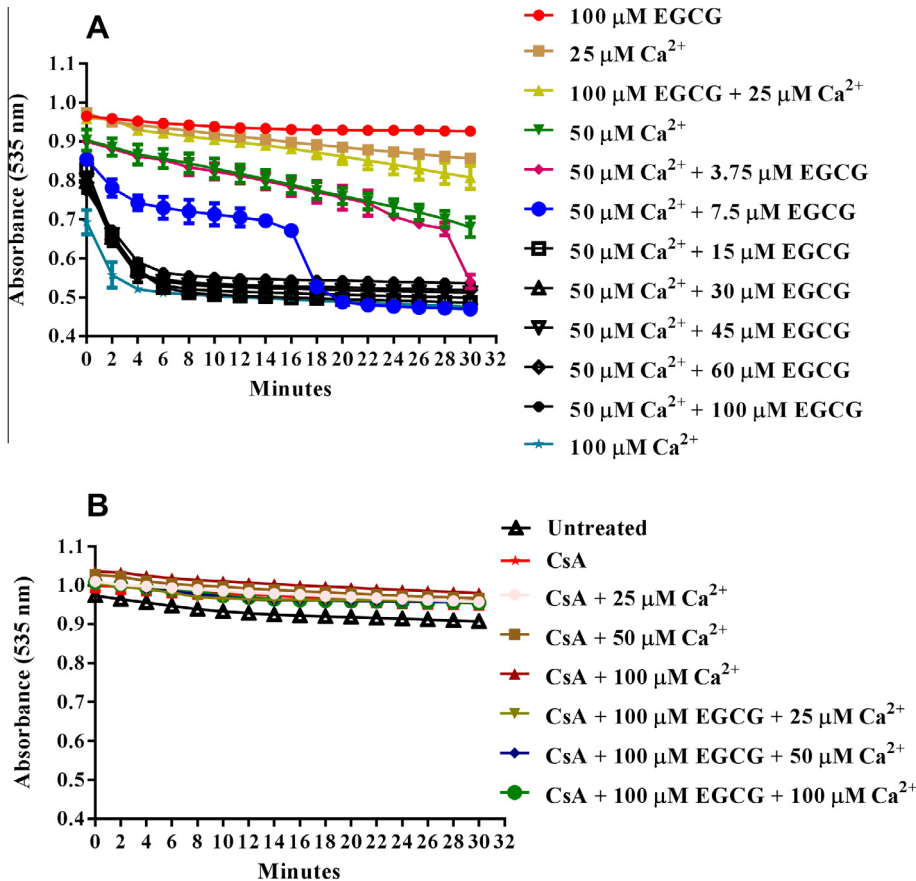 A
Absorbance (535 nm)
1.1
1.0
0.9
0.8
0.7
0.6
0.5
0.4
0 2 4 6 8 10 12 14 16 18 20 22 24 26 28 30 32
Minutes
100 μM EGCG
25 μM Ca²⁺
100 μM EGCG + 25 μM Ca²⁺
50 μM Ca²⁺
50 μM Ca²⁺ + 3.75 μM EGCG
50 μM Ca²⁺ + 7.5 μM EGCG
50 μM Ca²⁺ + 15 μM EGCG
50 μM Ca²⁺ + 30 μM EGCG
50 μM Ca²⁺ + 45 μM EGCG
50 μM Ca²⁺ + 60 μM EGCG
50 μM Ca²⁺ + 100 μM EGCG
100 μM Ca²⁺
B
Absorbance (535 nm)
1.1
1.0
0.9
0.8
0.7
0.6
0.5
0.4
0 2 4 6 8 10 12 14 16 18 20 22 24 26 28 30 32
Minutes
Untreated
CsA
CsA + 25 μM Ca²⁺
CsA + 50 μM Ca²⁺
CsA + 100 μM Ca²⁺
CsA + 100 μM EGCG + 25 μM Ca²⁺
CsA + 100 μM EGCG + 50 μM Ca²⁺
CsA + 100 μM EGCG + 100 μM Ca²⁺